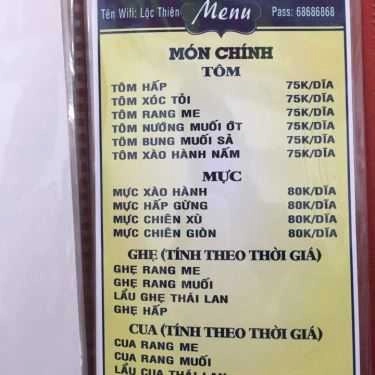 Tên Wifi: Lộc Thiên Menu Pass: 68686868
MÓN CHÍNH
TÔM
TÔM HẤP 75K/DĨA
TÔM XÓC TỎI 75K/DĨA
TÔM RANG ME 75K/DĨA
TÔM NƯỚNG MUỐI ỚT 75K/DĨA
TÔM BUNG MUỐI SẢ 75K/DĨA
TÔM XÀO HÀNH NẤM 75K/DĨA
MỰC
MỰC XÀO HÀNH 80K/DĨA
MỰC HẤP GỪNG 80K/DĨA
MỰC CHIÊN XÙ 80K/DĨA
MỰC CHIÊN GIÒN 80K/DĨA
GHẸ (TÍNH THEO THỜI GIÁ)
GHẸ RANG ME
GHẸ RANG MUỐI
LẨU GHẸ THÁI LAN
GHẸ HẤP
CUA (TÍNH THEO THỜI GIÁ)
CUA RANG ME
CUA RANG MUỐI
LẨU CUA THÁI LAN